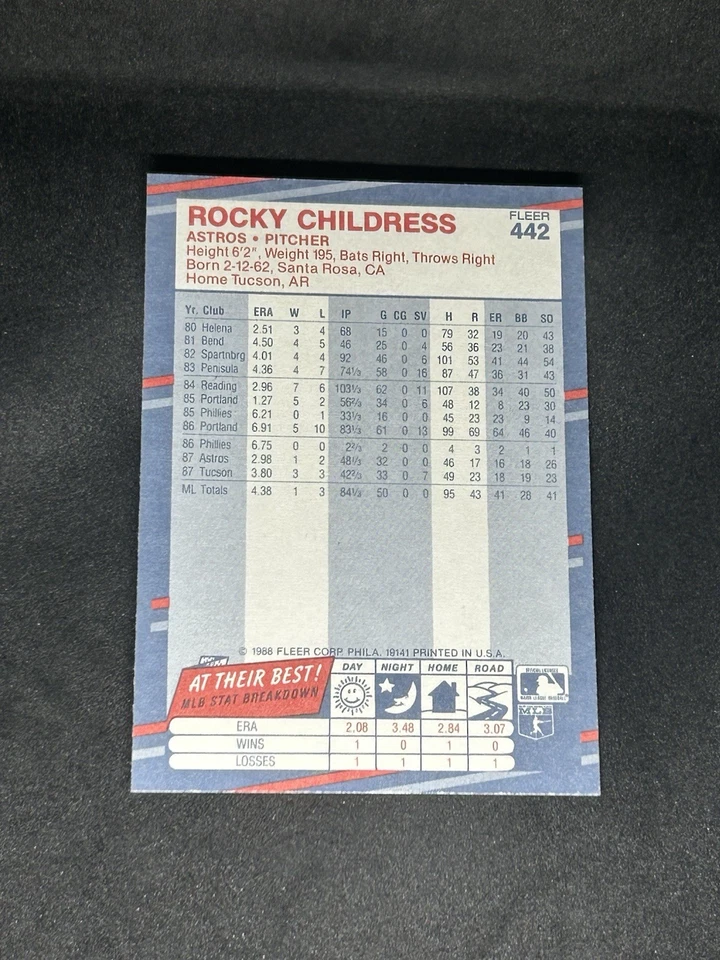 ROCKY CHILDRESS
FLEER
442
ASTROS • PITCHER
Height 6'2", Weight 195, Bats Right, Throws Right
Born 2-12-62, Santa Rosa, CA
Home Tucson, AR
Yr. Club ERA W L IP G CG SV H R ER BB SO
80 Helena 2.51 3 4 68 15 0 0 79 32 19 20 43
81 Bend 4.50 4 5 46 25 0 4 56 36 23 21 38
82 Spartnbrg 4.01 4 4 92 46 0 6 101 53 41 44 54
83 Penisula 4.36 4 7 74⅓ 58 0 16 87 47 36 31 43
84 Reading 2.96 7 6 103⅓ 62 0 11 107 38 34 40 50
85 Portland 1.27 5 2 56⅔ 34 0 6 48 12 8 23 30
85 Phillies 6.21 0 1 33⅓ 16 0 0 45 23 23 9 14
86 Portland 6.91 5 10 83⅓ 61 0 13 99 69 64 46 40
86 Phillies 6.75 0 0 2⅔ 2 0 0 4 3 2 1 1
87 Astros 2.98 1 2 48⅓ 32 0 0 46 17 16 18 26
87 Tucson 3.80 3 3 42⅔ 33 0 7 49 23 18 19 23
ML Totals 4.38 1 3 84⅓ 50 0 0 95 43 41 28 41
© 1988 FLEER CORP. PHILA. 19141 PRINTED IN U.S.A.
AT THEIR BEST!
MLB STAT BREAKDOWN
DAY NIGHT HOME ROAD
ERA 2.08 3.48 2.84 3.07
WINS 1 0 1 0
LOSSES 1 1 1 1
MLB